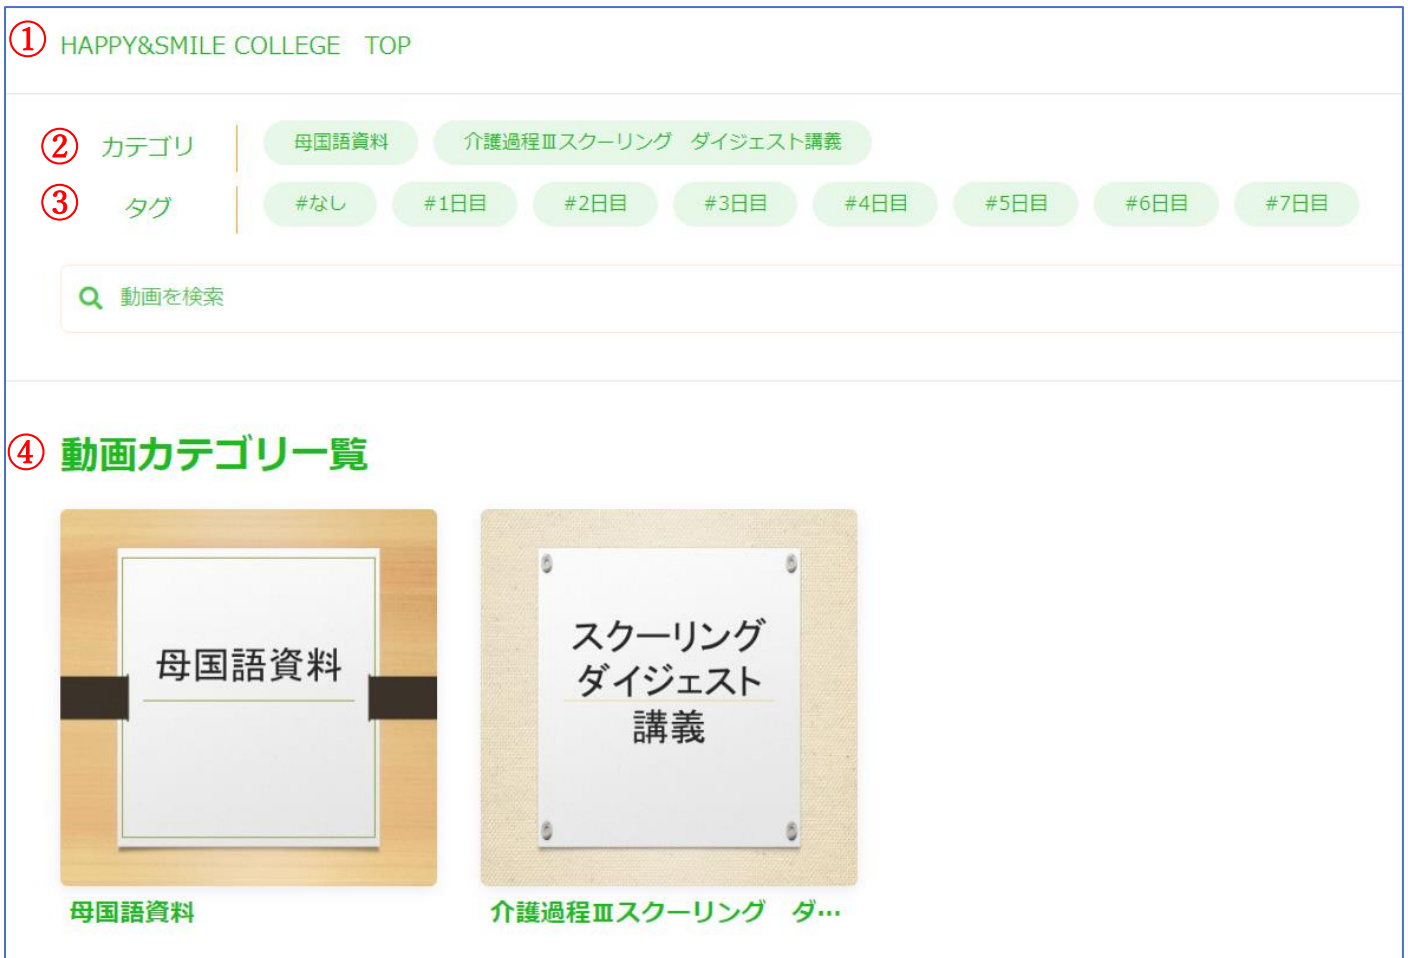 ① HAPPY&SMILE COLLEGE　TOP
② カテゴリ 母国語資料 介護過程Ⅲスクーリング　ダイジェスト講義
③ タグ #なし #1日目 #2日目 #3日目 #4日目 #5日目 #6日目 #7日目
動画を検索
④ 動画カテゴリ一覧
母国語資料
スクーリング
ダイジェスト
講義
母国語資料
介護過程Ⅲスクーリング　ダ…